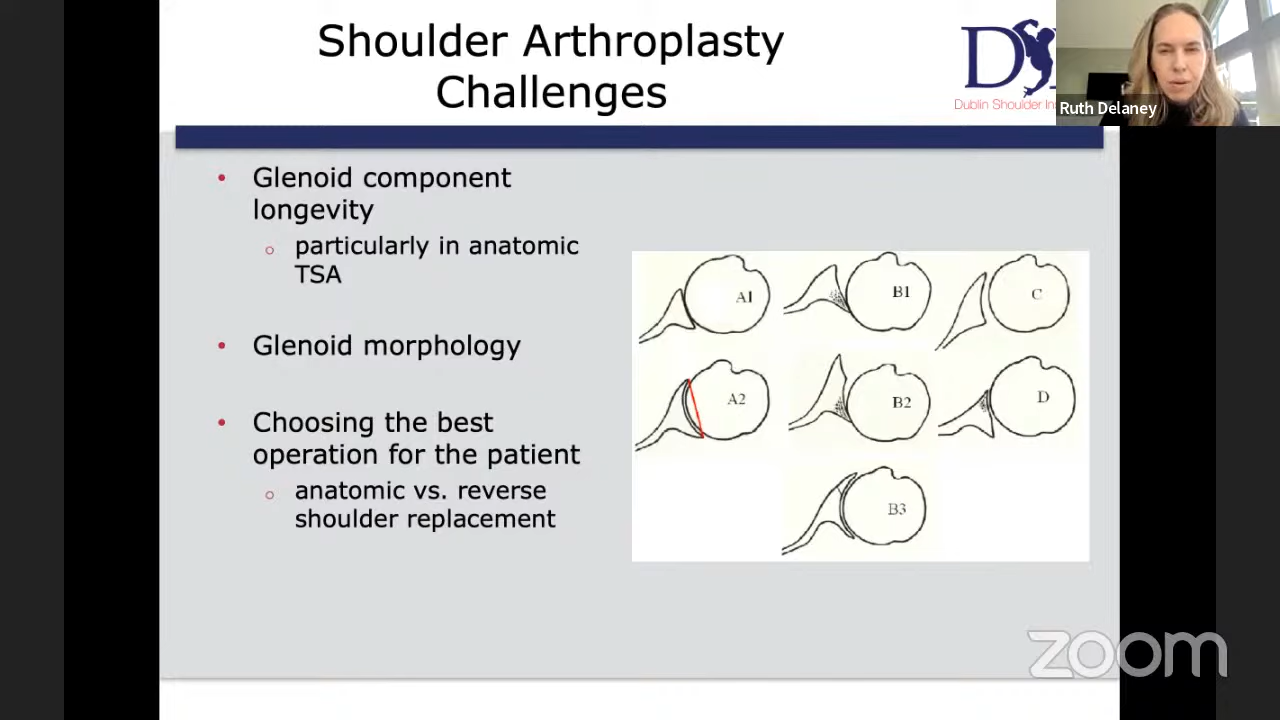 Shoulder Arthroplasty
Challenges
Dublin Shoulder
Ruth Delaney
• Glenoid component
longevity
○ particularly in anatomic
TSA
• Glenoid morphology
• Choosing the best
operation for the patient
○ anatomic vs. reverse
shoulder replacement
A1
B1
C
A2
B2
D
B3
zoom